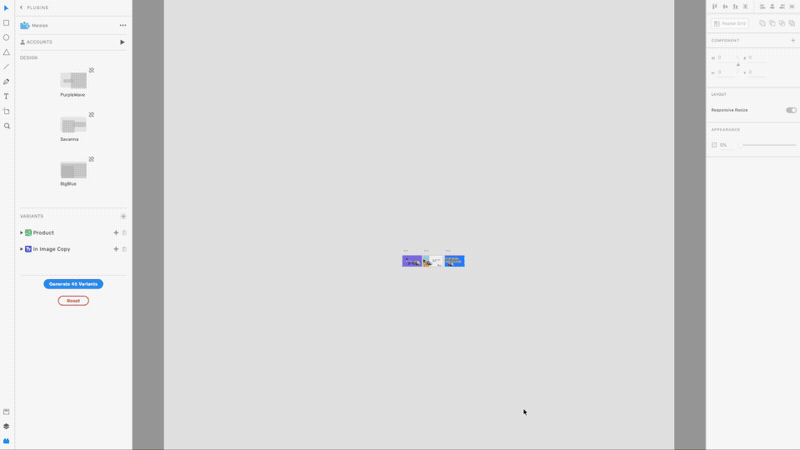 PLUGINS
ACCOUNTS
DESIGN
PurpleWave
Savanna
BigBlue
VARIANTS
Product
In Image Copy
Generate 45 Variants
Reset
Repeat Grid
COMPONENT
W 0 X 0
H 0 Y 0
LAYOUT
Responsive Resize
APPEARANCE
0%